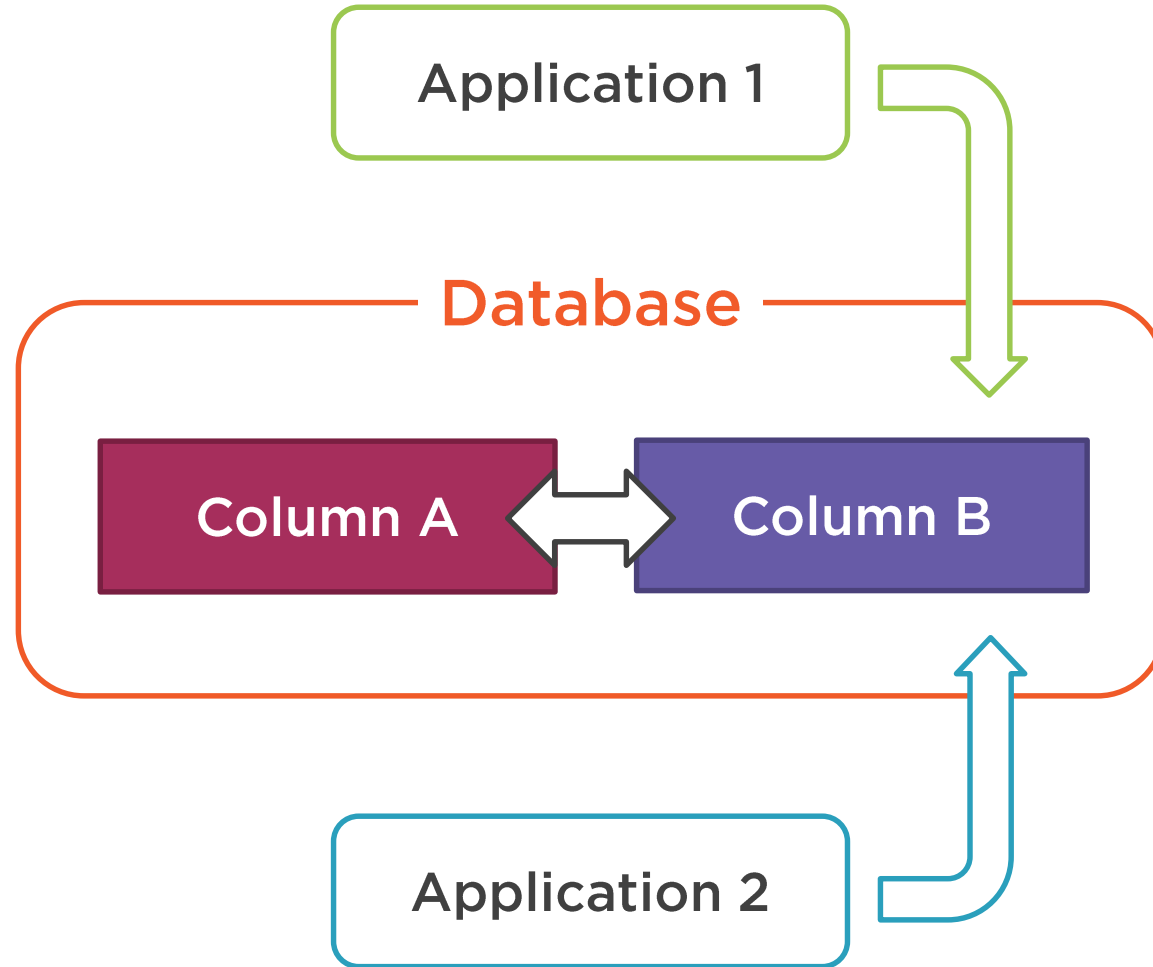 Application 1
Database
Column A
Column B
Application 2